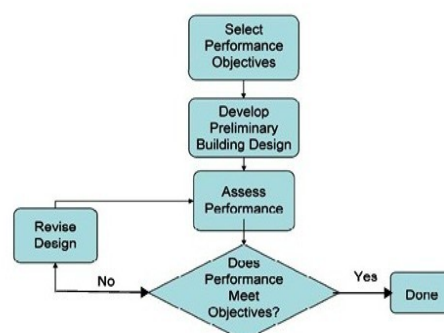 Select
Performance
Objectives
Develop
Preliminary
Building Design
Assess
Performance
Revise
Design
Does
Performance
Meet
Objectives?
No
Yes
Done